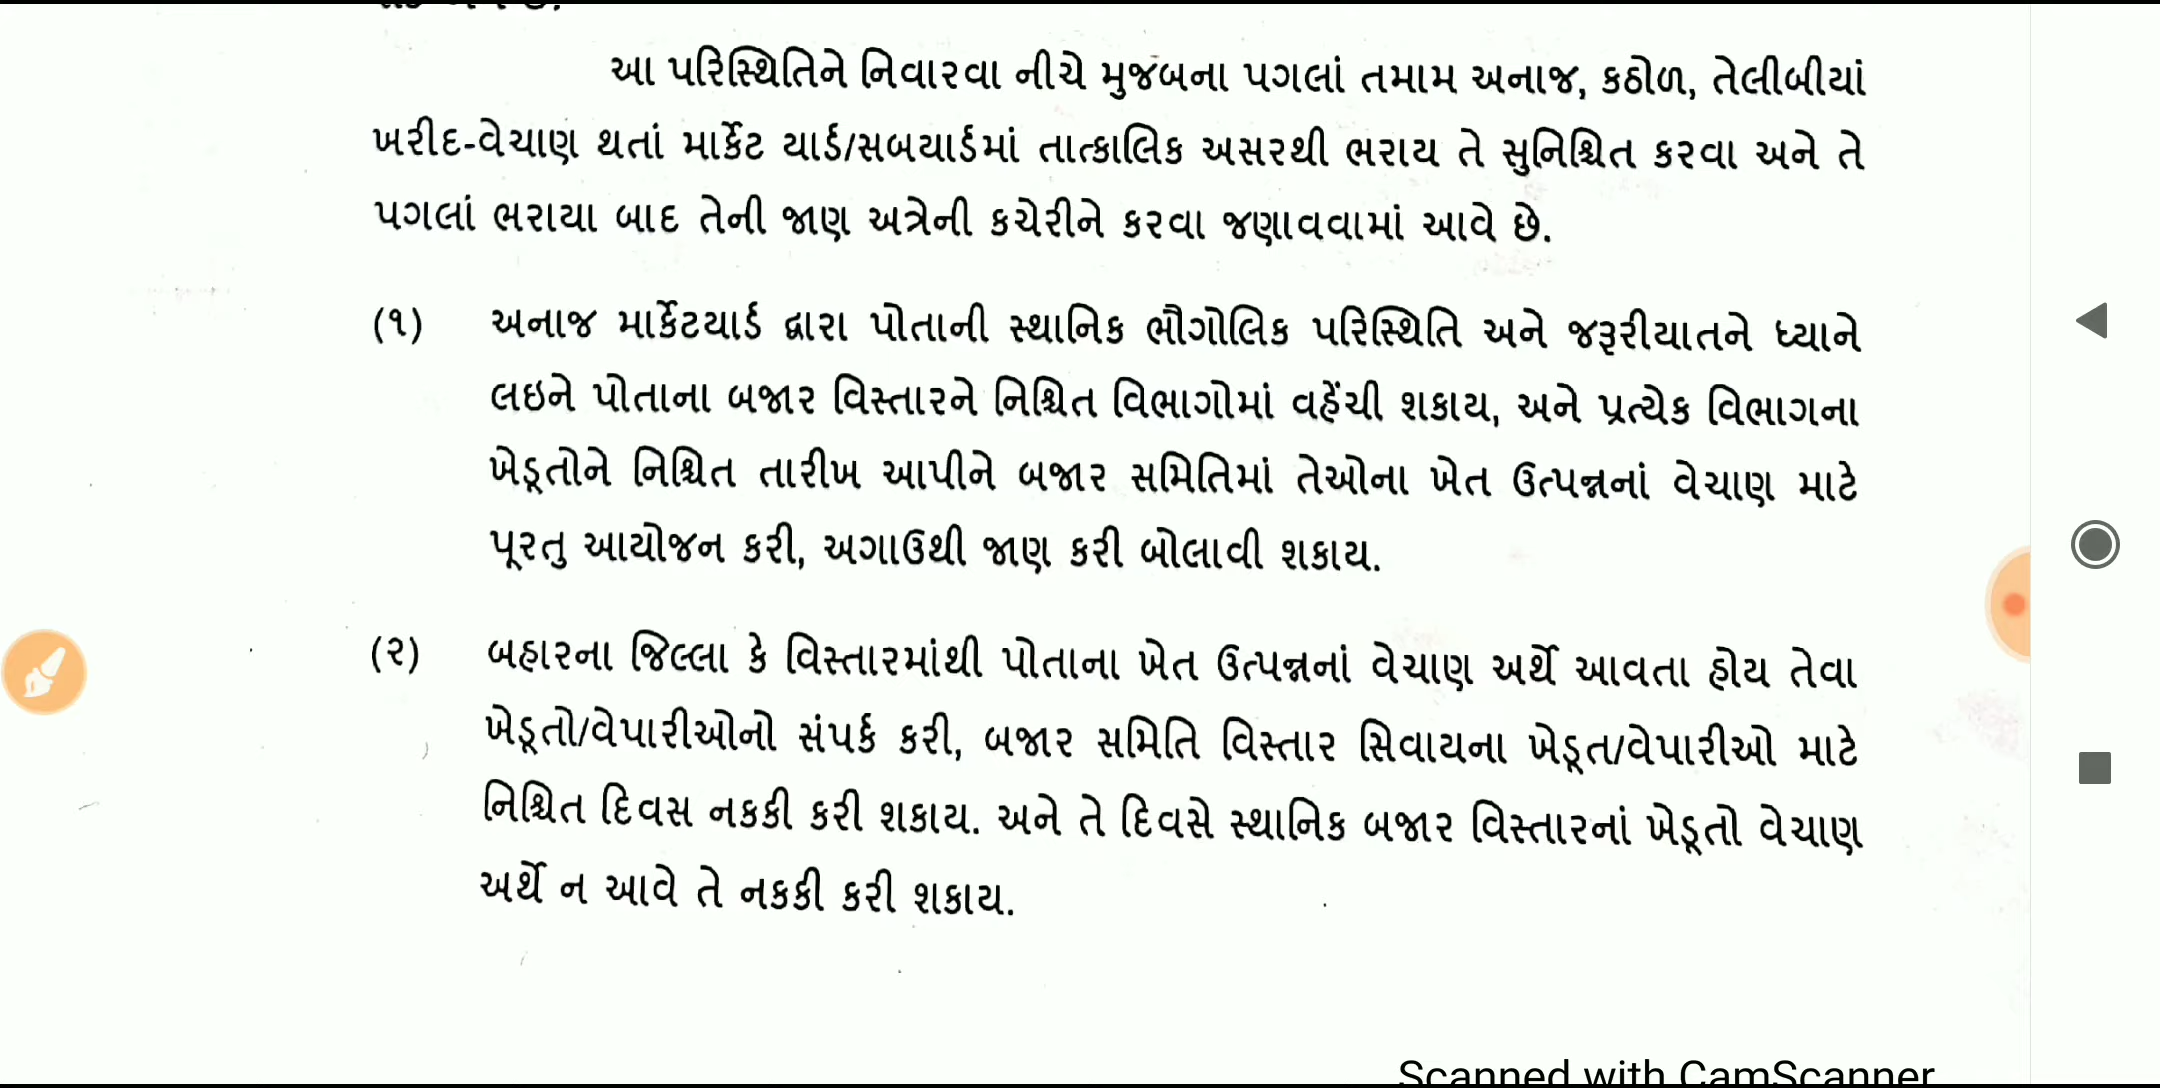 આ પરિસ્થિતિને નિવારવા નીચે મુજબના પગલાં તમામ અનાજ, કઠોળ, તેલીબીયાં
ખરીદ-વેચાણ થતાં માર્કેટ યાર્ડ/સબયાર્ડમાં તાત્કાલિક અસરથી ભરાય તે સુનિશ્ચિત કરવા અને તે
પગલાં ભરાયા બાદ તેની જાણ અત્રેની કચેરીને કરવા જણાવવામાં આવે છે.
(૧) અનાજ માર્કેટયાર્ડ દ્વારા પોતાની સ્થાનિક ભૌગોલિક પરિસ્થિતિ અને જરૂરીયાતને ધ્યાને
લઇને પોતાના બજાર વિસ્તારને નિશ્ચિત વિભાગોમાં વહેંચી શકાય, અને પ્રત્યેક વિભાગના
ખેડૂતોને નિશ્ચિત તારીખ આપીને બજાર સમિતિમાં તેઓના ખેત ઉત્પન્નનાં વેચાણ માટે
પૂરતુ આયોજન કરી, અગાઉથી જાણ કરી બોલાવી શકાય.
(૨) બહારના જિલ્લા કે વિસ્તારમાંથી પોતાના ખેત ઉત્પન્નનાં વેચાણ અર્થે આવતા હોય તેવા
ખેડૂતો/વેપારીઓનો સંપર્ક કરી, બજાર સમિતિ વિસ્તાર સિવાયના ખેડૂત/વેપારીઓ માટે
નિશ્ચિત દિવસ નકકી કરી શકાય. અને તે દિવસે સ્થાનિક બજાર વિસ્તારનાં ખેડૂતો વેચાણ
અર્થે ન આવે તે નકકી કરી શકાય.
Scanned with CamScanner